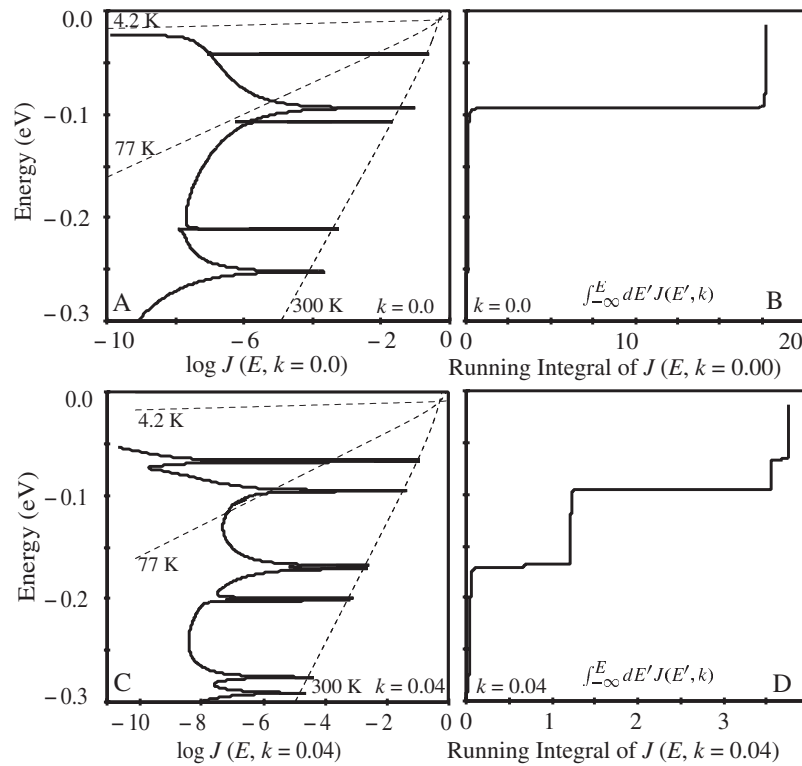 0.0
−0.1
−0.2
−0.3
Energy (eV)
4.2 K
77 K
300 K
k = 0.0
A
−10
−8
−6
−4
−2
0
log J (E, k = 0.0)
k = 0.0
∫_{−∞}^{E} dE′ J(E′, k)
B
0
10
20
Running Integral of J (E, k = 0.00)
0.0
−0.1
−0.2
−0.3
Energy (eV)
4.2 K
77 K
300 K
k = 0.04
C
−10
−8
−6
−4
−2
0
log J (E, k = 0.04)
k = 0.04
∫_{−∞}^{E} dE′ J(E′, k)
D
0
1
2
3
Running Integral of J (E, k = 0.04)